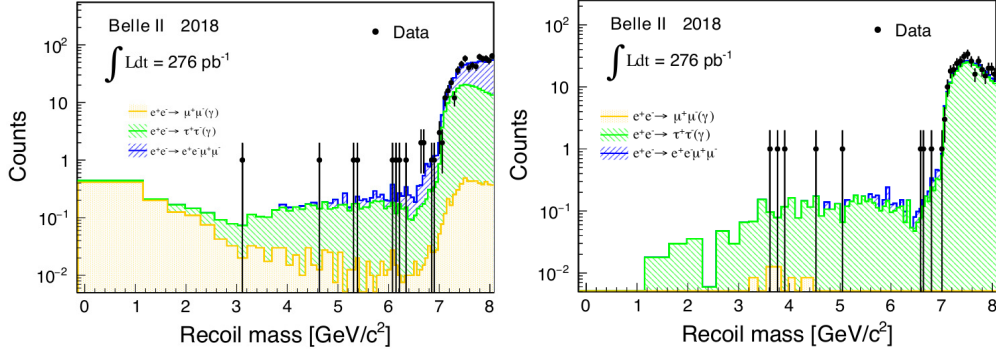 Belle II 2018
∫ Ldt = 276 pb⁻¹
Data
e⁺e⁻→ μ⁺μ⁻(γ)
e⁺e⁻→ τ⁺τ⁻(γ)
e⁺e⁻→ e⁺e⁻μ⁺μ⁻
Counts
10²
10
1
10⁻¹
10⁻²
0 1 2 3 4 5 6 7 8
Recoil mass [GeV/c²]
Belle II 2018
∫ Ldt = 276 pb⁻¹
Data
e⁺e⁻→ μ⁺μ⁻(γ)
e⁺e⁻→ τ⁺τ⁻(γ)
e⁺e⁻→ e⁺e⁻μ⁺μ⁻
Counts
10²
10
1
10⁻¹
10⁻²
0 1 2 3 4 5 6 7 8
Recoil mass [GeV/c²]